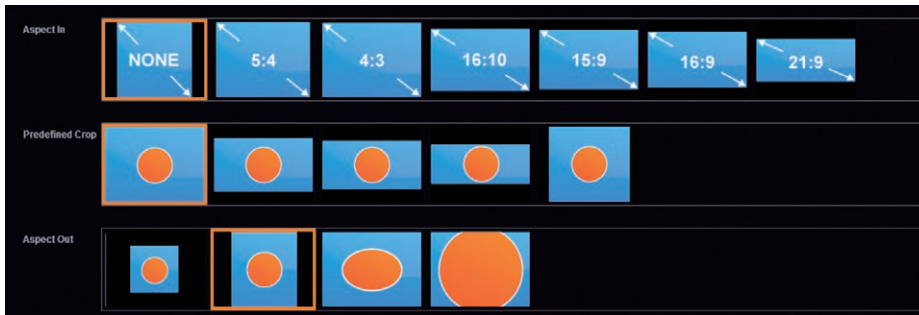 Aspect In
NONE
5:4
4:3
16:10
15:9
16:9
21:9
Predefined Crop
Aspect Out